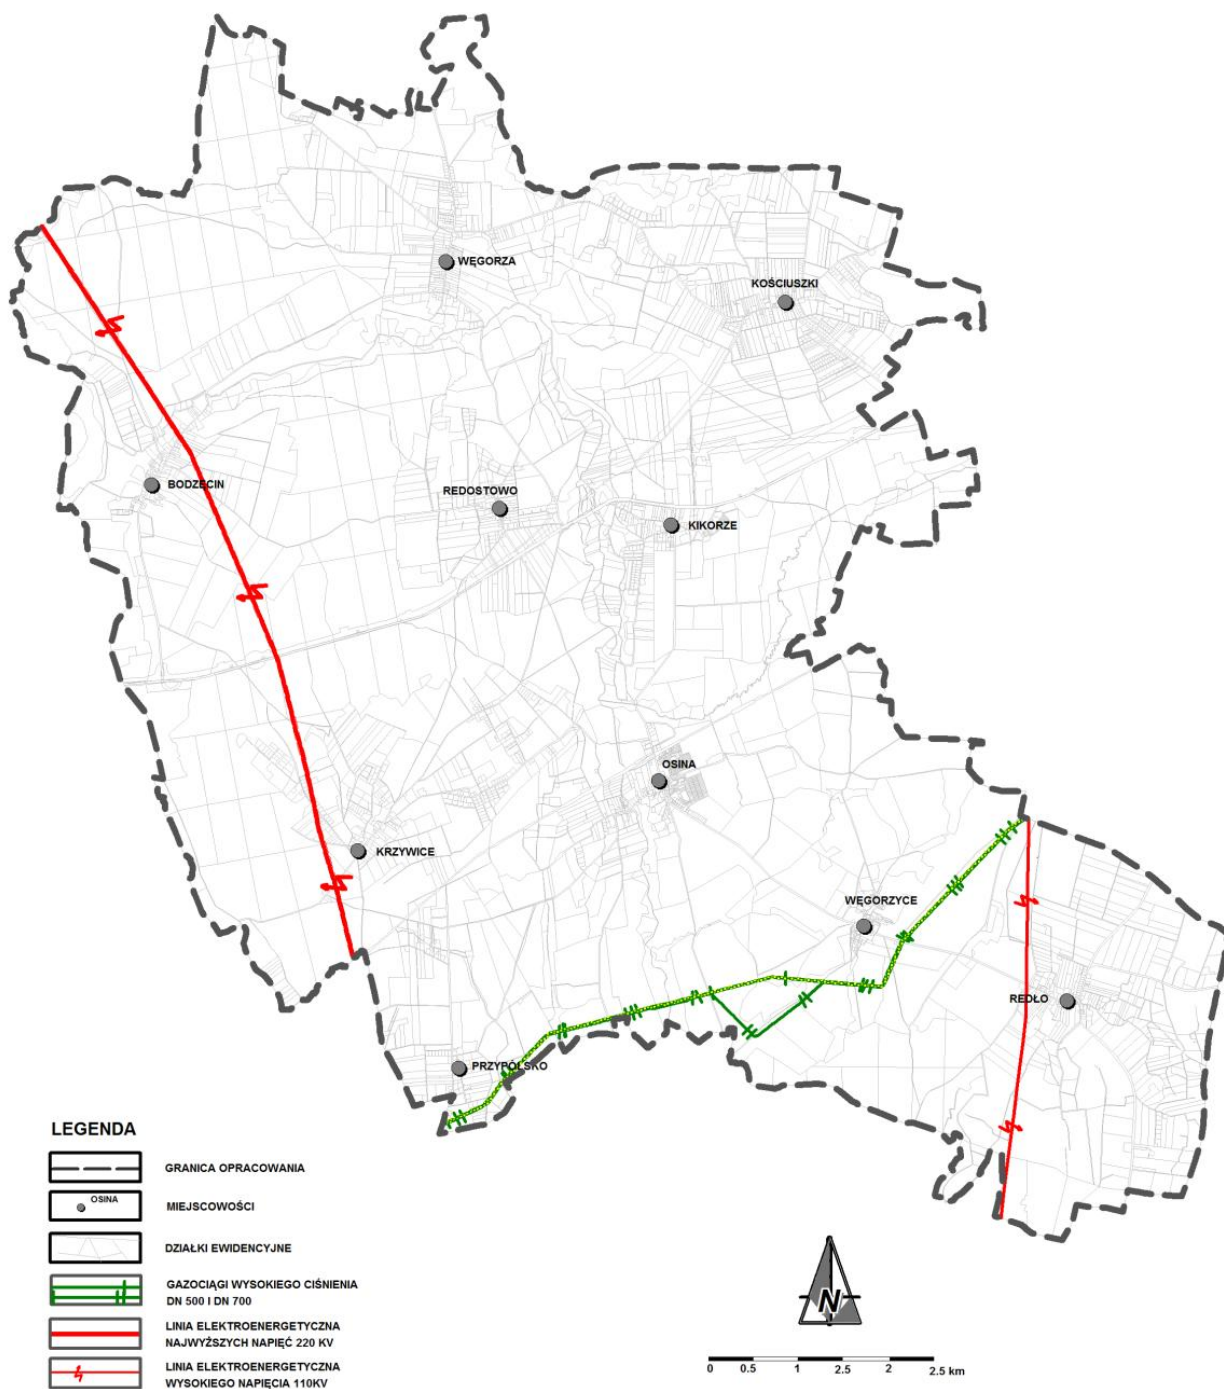 WĘGORZA
KOŚCIUSZKI
BODZĘCIN
REDOSTOWO
KIKORZE
OSINA
KRZYWICE
WĘGORZYCE
REDŁO
PRZYPÓLSKO
LEGENDA
GRANICA OPRACOWANIA
OSINA
MIEJSCOWOŚCI
DZIAŁKI EWIDENCYJNE
GAZOCIĄGI WYSOKIEGO CIŚNIENIA
DN 500 I DN 700
LINIA ELEKTROENERGETYCZNA
NAJWYŻSZYCH NAPIĘĆ 220 KV
LINIA ELEKTROENERGETYCZNA
WYSOKIEGO NAPIĘCIA 110KV
N
0 0.5 1 2.5 2 2.5 km